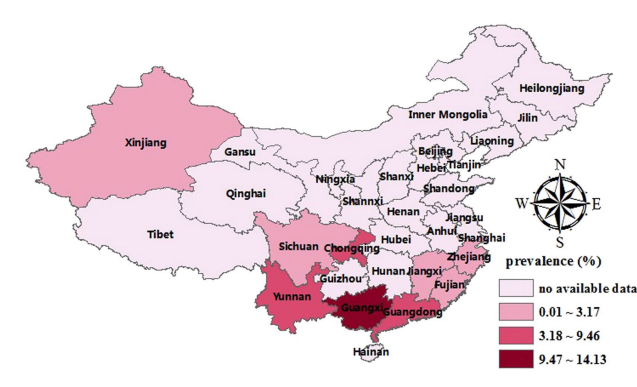 Heilongjiang
Jilin
Inner Mongolia
Liaoning
Xinjiang
Gansu
Beijing
Hebei Tianjin
Ningxia
Shanxi
Qinghai
Shandong
Shannxi
Henan
Jiangsu
Tibet
Anhui
Shanghai
Sichuan
Chongqing
Hubei
Zhejiang
Guizhou
Hunan
Jiangxi
Fujian
Yunnan
Guangxi
Guangdong
Hainan
N
W
E
S
prevalence (%)
no available data
0.01 ~ 3.17
3.18 ~ 9.46
9.47 ~ 14.13